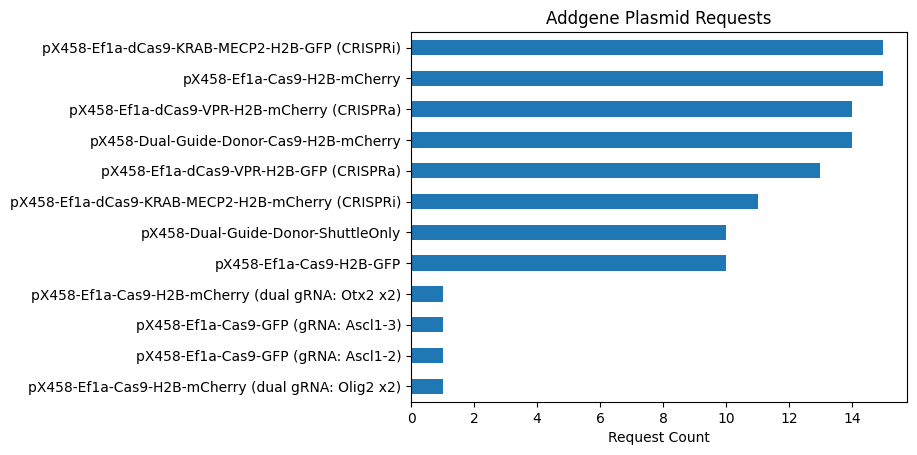 Addgene Plasmid Requests
pX458-Ef1a-dCas9-KRAB-MECP2-H2B-GFP (CRISPRi)
pX458-Ef1a-Cas9-H2B-mCherry
pX458-Ef1a-dCas9-VPR-H2B-mCherry (CRISPRa)
pX458-Dual-Guide-Donor-Cas9-H2B-mCherry
pX458-Ef1a-dCas9-VPR-H2B-GFP (CRISPRa)
pX458-Ef1a-dCas9-KRAB-MECP2-H2B-mCherry (CRISPRi)
pX458-Dual-Guide-Donor-ShuttleOnly
pX458-Ef1a-Cas9-H2B-GFP
pX458-Ef1a-Cas9-H2B-mCherry (dual gRNA: Otx2 x2)
pX458-Ef1a-Cas9-GFP (gRNA: Ascl1-3)
pX458-Ef1a-Cas9-GFP (gRNA: Ascl1-2)
pX458-Ef1a-Cas9-H2B-mCherry (dual gRNA: Olig2 x2)
0 2 4 6 8 10 12 14
Request Count